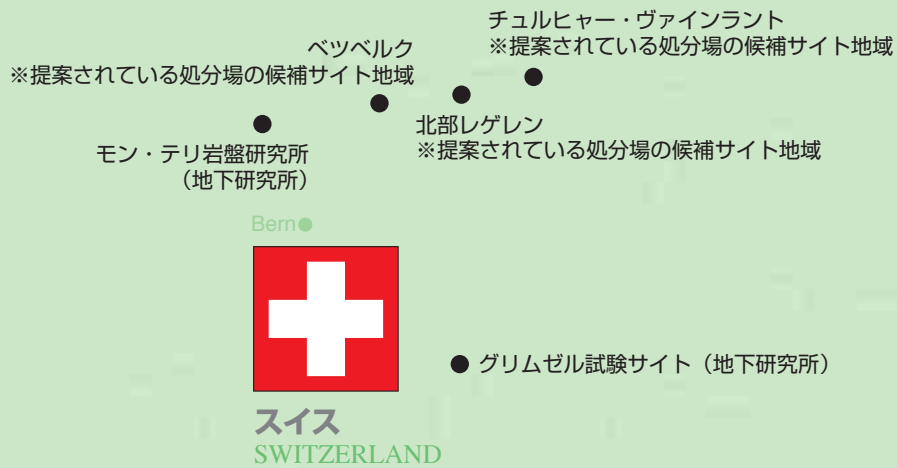 チュルヒャー・ヴァインラント
※提案されている処分場の候補サイト地域
ベツベルク
※提案されている処分場の候補サイト地域
北部レゲレン
※提案されている処分場の候補サイト地域
モン・テリ岩盤研究所
（地下研究所）
Bern
グリムゼル試験サイト（地下研究所）
スイス
SWITZERLAND